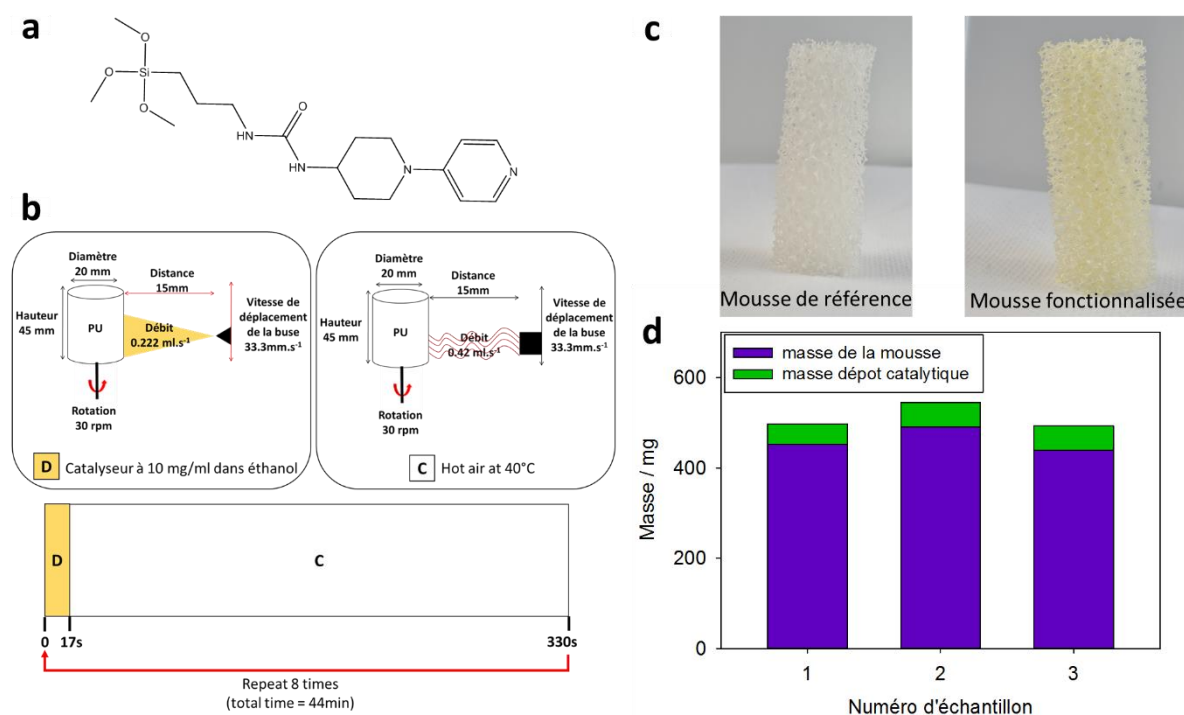 a
O
O
Si
O
O
HN
HN
N
N
b
Diamètre
20 mm
Distance
15mm
Hauteur
45 mm
PU
Débit
0.222 ml.s⁻¹
Vitesse de
déplacement
de la buse
33.3mm.s⁻¹
Rotation
30 rpm
D Catalyseur à 10 mg/ml dans éthanol
Diamètre
20 mm
Distance
15mm
Hauteur
45 mm
PU
Débit
0.42 ml.s⁻¹
Vitesse de
déplacement
de la buse
33.3mm.s⁻¹
Rotation
30 rpm
C Hot air at 40°C
D
C
0 17s 330s
Repeat 8 times
(total time = 44min)
c
Mousse de référence
Mousse fonctionnalisée
d
masse de la mousse
masse dépot catalytique
Masse / mg
600
400
200
0
1 2 3
Numéro d'échantillon